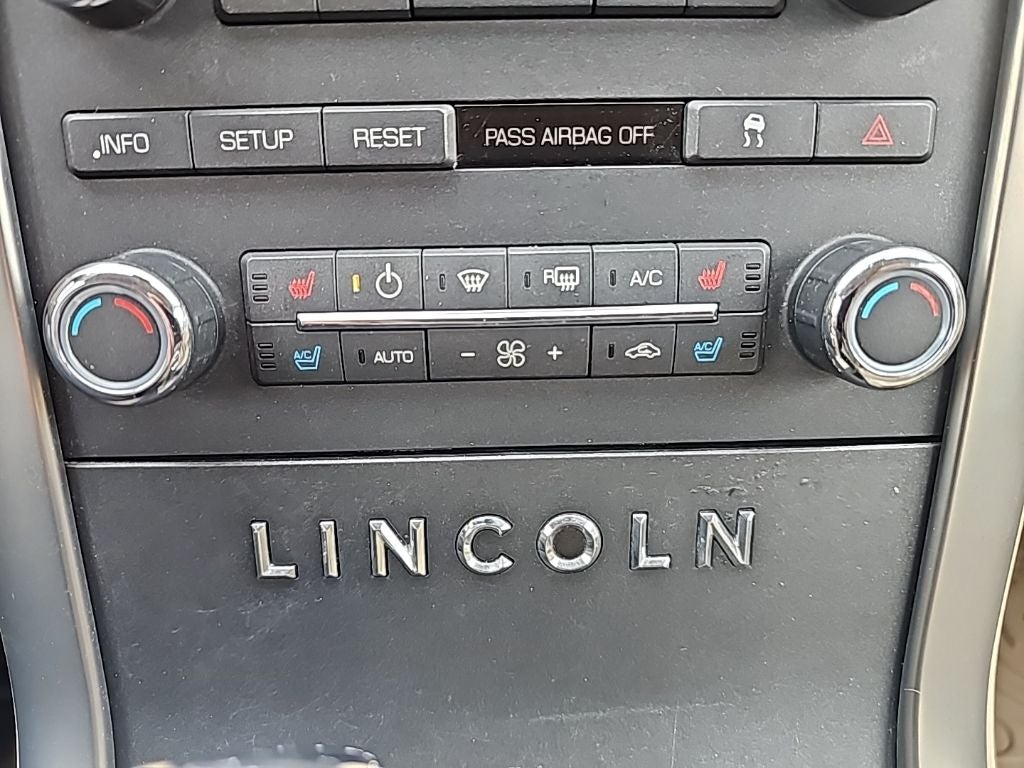 INFO SETUP RESET PASS AIRBAG OFF
R A/C
A/C AUTO - + A/C
LINCOLN